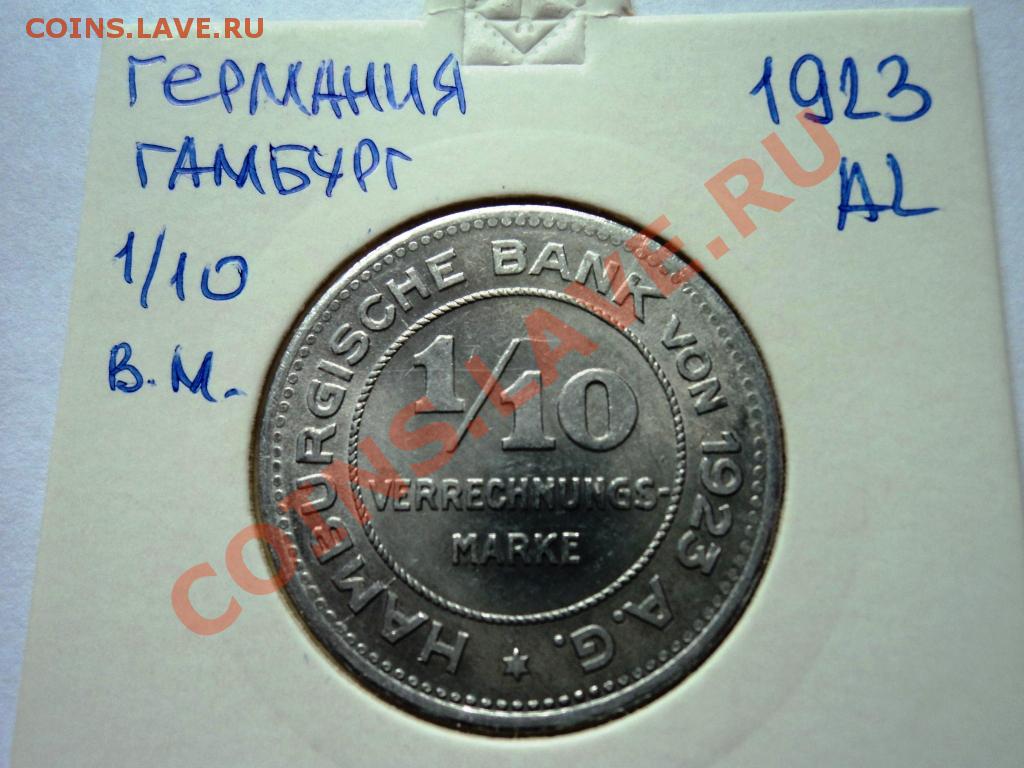 COINS.LAVE.RU
ГЕРМАНИЯ
ГАМБУРГ
1/10
В.М.
1923
AL
HAMBURGISCHE BANK VON 1923 A.G.
1/10
VERRECHNUNGS-
MARKE
COINS.LAVE.RU